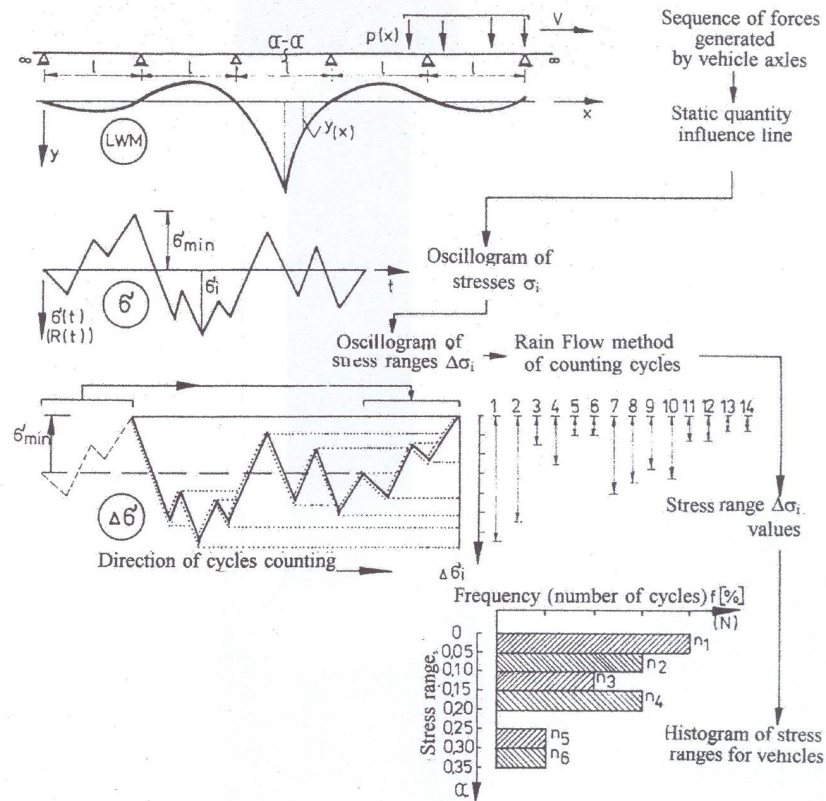 α-α
p(x)
V
∞
l
l
l
l
l
∞
x
y(x)
y
LWM
Sequence of forces
generated
by vehicle axles
Static quantity
influence line
σmin
σi
t
σ
σ(t)
(R(t))
Oscillogram of
stresses σi
Oscillogram of
stress ranges Δσi
Rain Flow method
of counting cycles
1 2 3 4 5 6 7 8 9 10 11 12 13 14
σmin
Δσ
Direction of cycles counting
Δσi
Stress range Δσi
values
Frequency (number of cycles) f[%]
(N)
Stress range,
0
0,05
0,10
0,15
0,20
0,25
0,30
0,35
α
n1
n2
n3
n4
n5
n6
Histogram of stress
ranges for vehicles